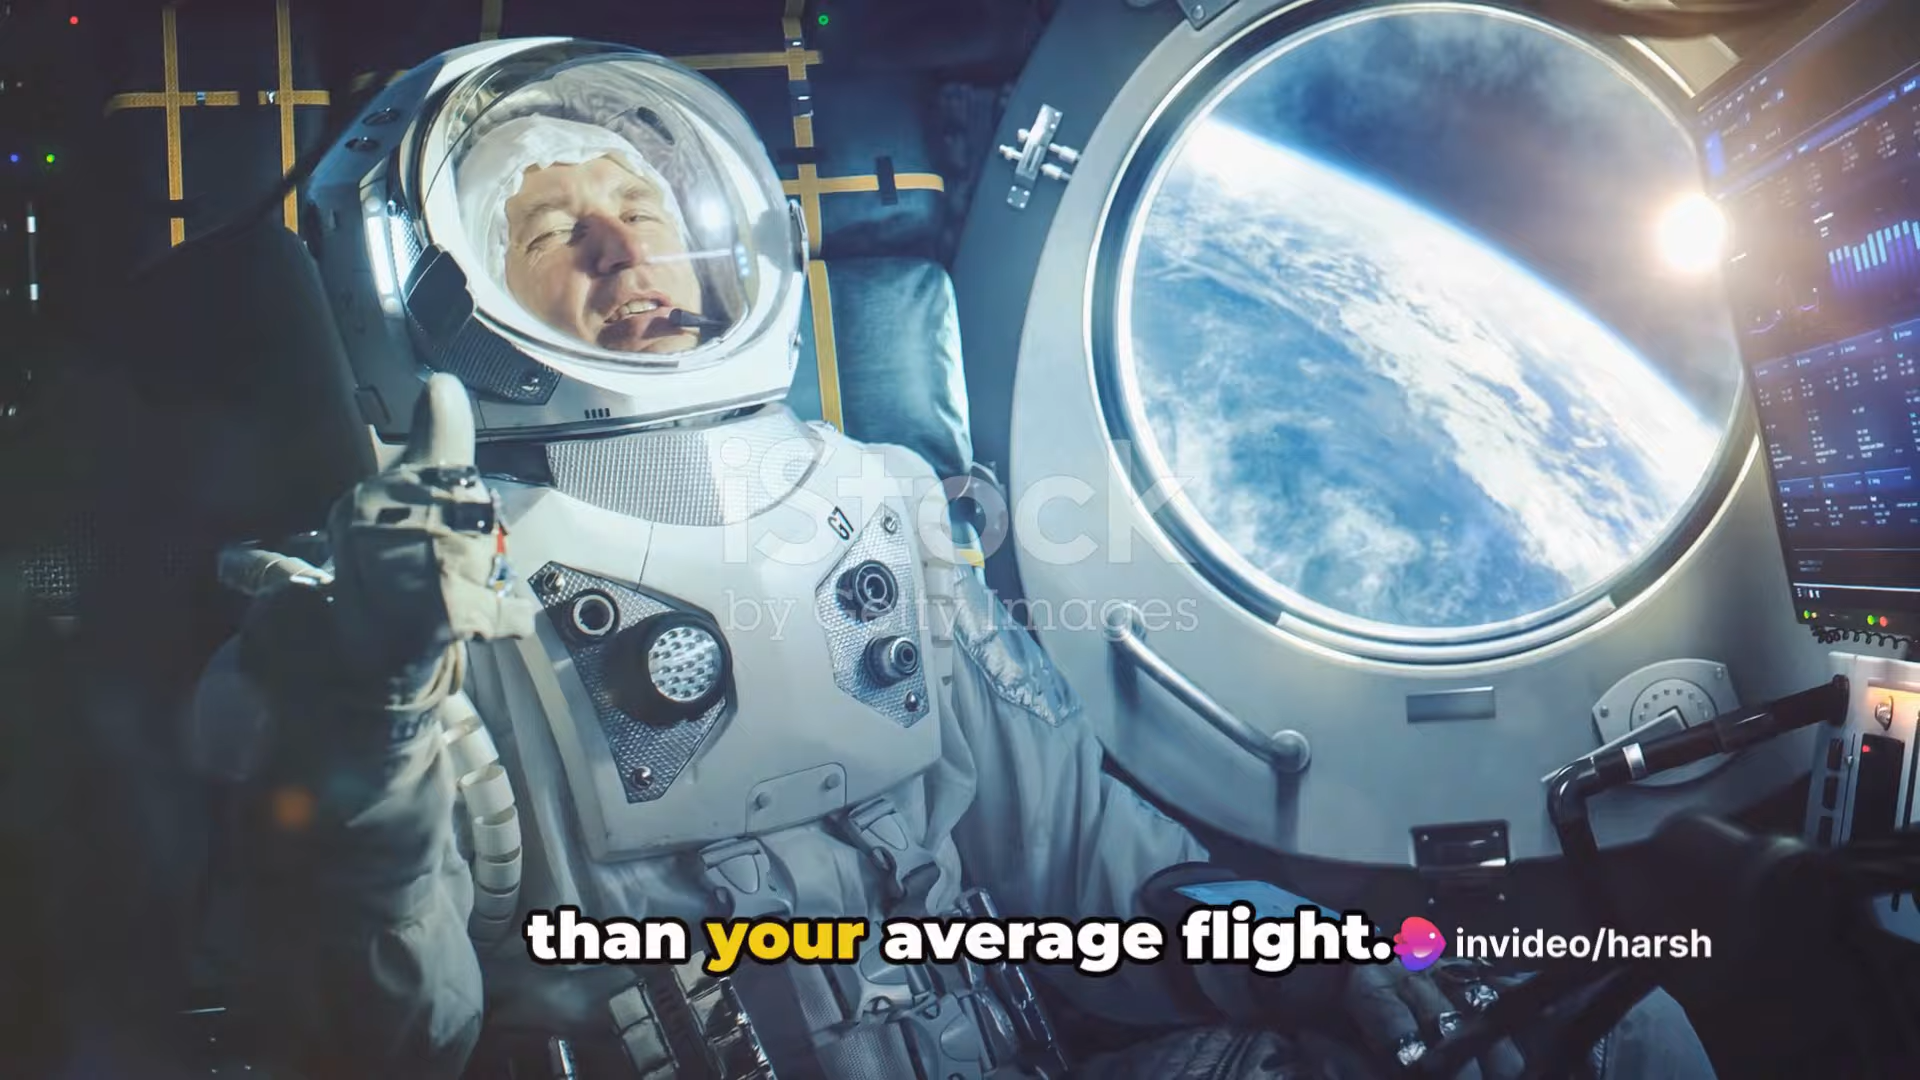 G7
iStock
by Getty Images
than your average flight.
invideo/harsh